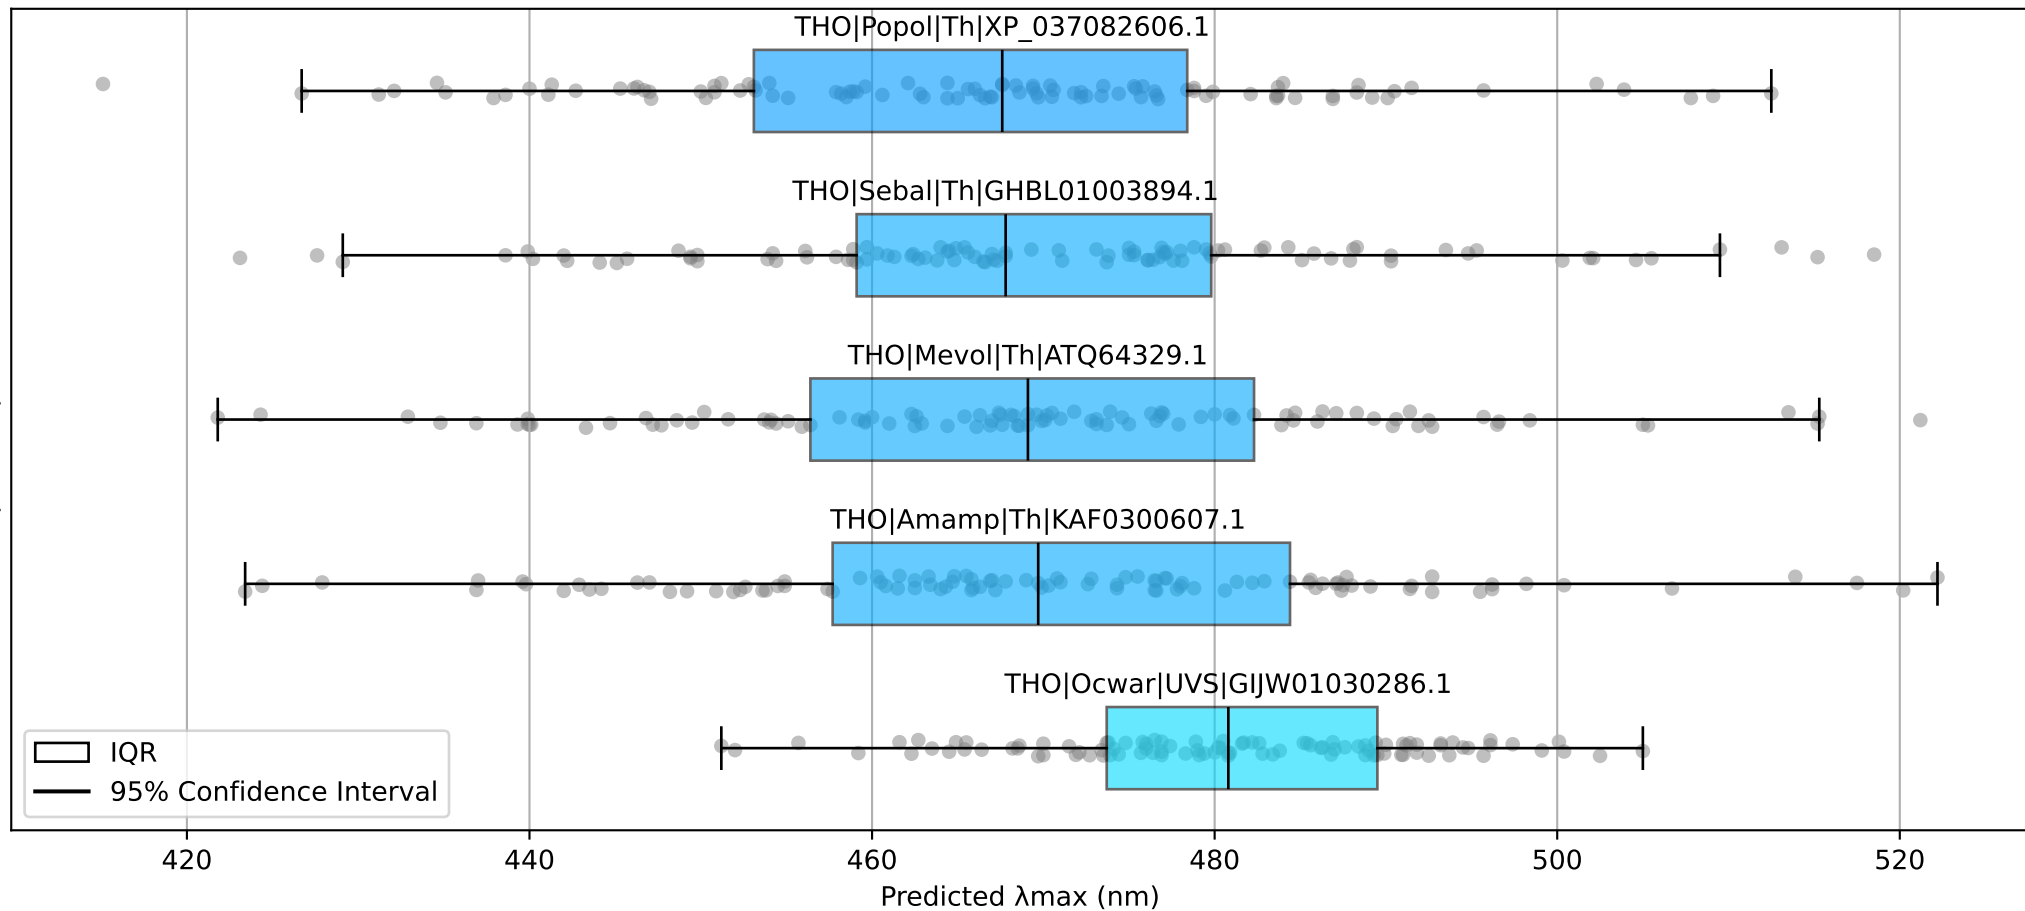 THO|Popol|Th|XP_037082606.1
THO|Sebal|Th|GHBL01003894.1
THO|Mevol|Th|ATQ64329.1
THO|Amamp|Th|KAF0300607.1
THO|Ocwar|UVS|GIJW01030286.1
IQR
95% Confidence Interval
420 440 460 480 500 520
Predicted λmax (nm)